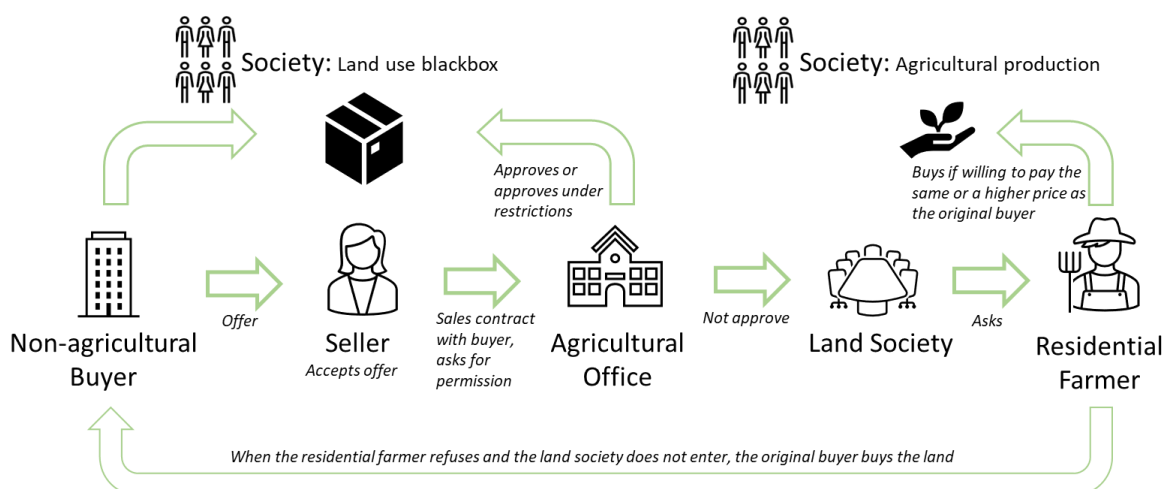 Society: Land use blackbox
Society: Agricultural production
Approves or
approves under
restrictions
Buys if willing to pay the
same or a higher price as
the original buyer
Non-agricultural
Buyer
Offer
Seller
Accepts offer
Sales contract
with buyer,
asks for
permission
Agricultural
Office
Not approve
Land Society
Asks
Residential
Farmer
When the residential farmer refuses and the land society does not enter, the original buyer buys the land